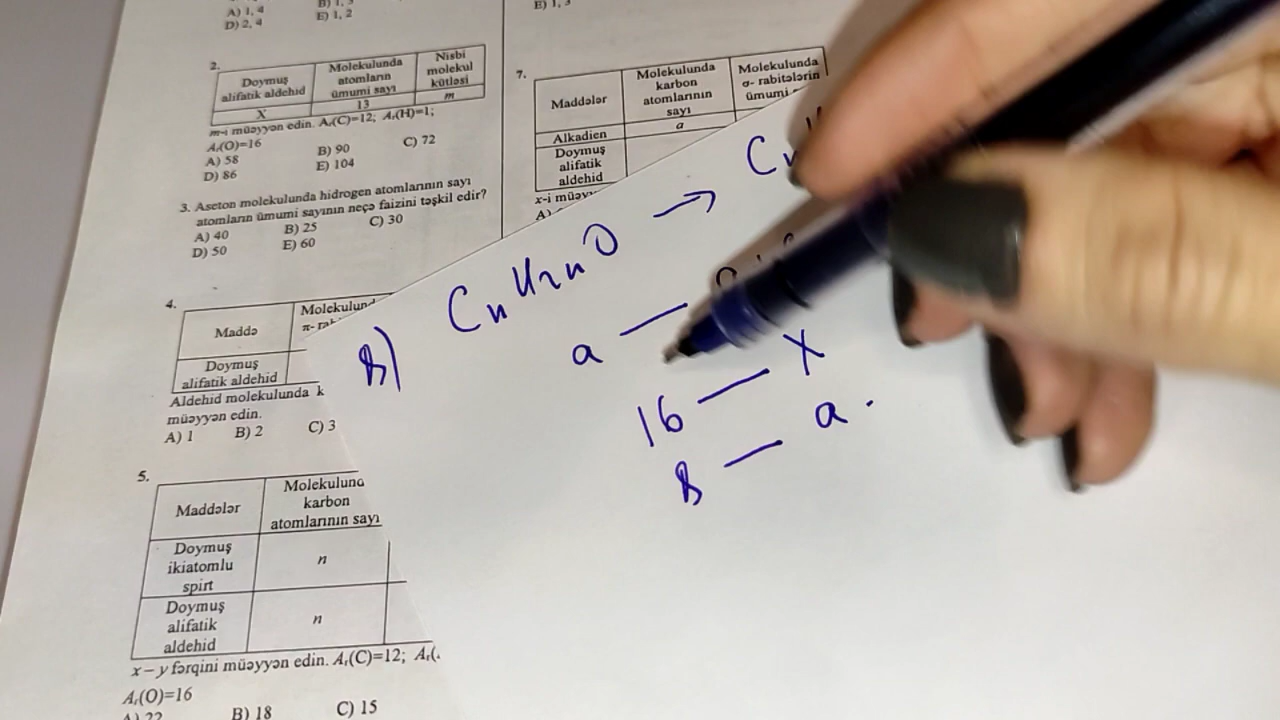 A) 1, 4
D) 2, 4
E) 1, 2
2.
Doymuş alifatik aldehid
Molekulunda atomların ümumi sayı
Nisbi molekul kütləsi
X
13
m
m-i müəyyən edin. Aᵣ(C)=12; Aᵣ(H)=1;
Aᵣ(O)=16
A) 58
B) 90
C) 72
D) 86
E) 104
3. Aseton molekulunda hidrogen atomlarının sayı
atomların ümumi sayının neçə faizini təşkil edir?
A) 40
B) 25
C) 30
D) 50
E) 60
4.
Maddə
Doymuş
alifatik aldehid
Aldehid molekulunda k
müəyyən edin.
A) 1
B) 2
C) 3
5.
Maddələr
karbon
atomlarının sayı
Doymuş
ikiatomlu
spirt
n
Doymuş
alifatik
aldehid
n
x – y fərqini müəyyən edin. Aᵣ(C)=12;
Aᵣ(O)=16
B) 18
C) 15
7.
Maddələr
Molekulunda
karbon
atomlarının
sayı
Molekulunda
σ- rabitələrin
ümumi
Alkadien
a
Doymuş
alifatik
aldehid
8)
CnH2nO →
a —
16 — X
8 — a.